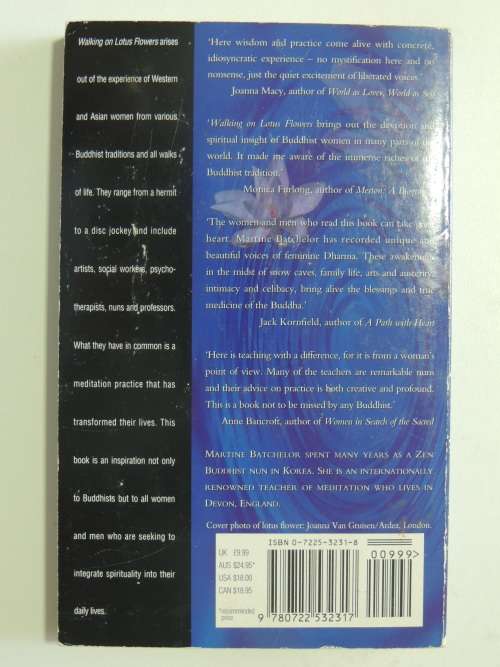 Walking on Lotus Flowers arises
out of the experience of Western
and Asian women from various
Buddhist traditions and all walks
of life. They range from a hermit
to a disc jockey and include
artists, social workers, psycho-
therapists, nuns and professors.
What they have in common is a
meditation practice that has
transformed their lives. This
book is an inspiration not only
to Buddhists but to all women
and men who are seeking to
integrate spirituality into their
daily lives.
'Here wisdom and practice come alive with concrete,
idiosyncratic experience – no mystification here and no
nonsense, just the quiet excitement of liberated voices.'
Joanna Macy, author of World as Lover, World as Self
'Walking on Lotus Flowers brings out the devotion and
spiritual insight of Buddhist women in many parts of the
world. It made me aware of the immense riches of the
Buddhist tradition.'
Monica Furlong, author of Merton: A Biography
'The women and men who read this book can take
heart. Martine Batchelor has recorded unique and
beautiful voices of feminine Dharma. These awakenings
in the midst of snow caves, family life, arts and austerity,
intimacy and celibacy, bring alive the blessings and true
medicine of the Buddha.'
Jack Kornfield, author of A Path with Heart
'Here is teaching with a difference, for it is from a woman's
point of view. Many of the teachers are remarkable nuns
and their advice on practice is both creative and profound.
This is a book not to be missed by any Buddhist.'
Anne Bancroft, author of Women in Search of the Sacred
MARTINE BATCHELOR SPENT MANY YEARS AS A ZEN
BUDDHIST NUN IN KOREA. SHE IS AN INTERNATIONALLY
RENOWNED TEACHER OF MEDITATION WHO LIVES IN
DEVON, ENGLAND.
Cover photo of lotus flower: Joanna Van Gruisen/Ardea, London.
UK £9.99
AUS $24.95*
USA $18.00
CAN $18.95
*recommended
price
ISBN 0-7225-3231-8
00999>
9 780722 532317